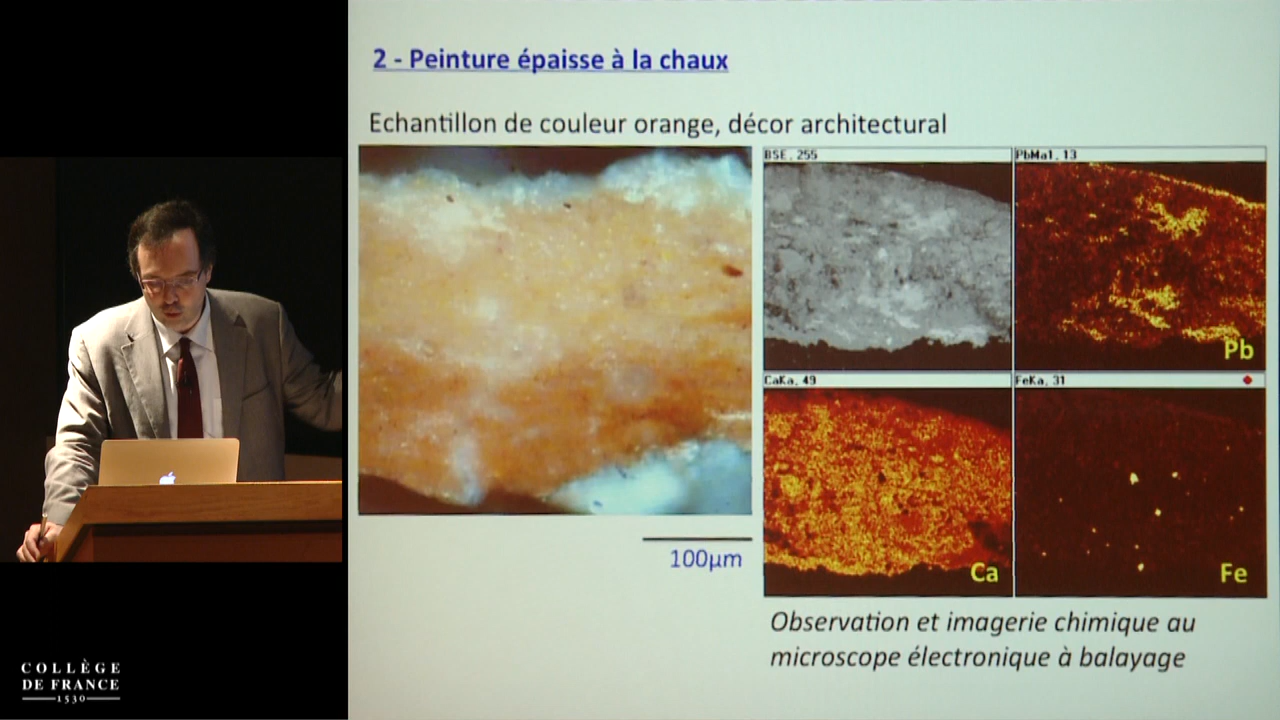 2 - Peinture épaisse à la chaux
Echantillon de couleur orange, décor architectural
BSE, 255
PbMa1, 13
Pb
CaKa, 49
FeKa, 31
Ca
Fe
100µm
Observation et imagerie chimique au
microscope électronique à balayage
COLLÈGE
DE FRANCE
1530